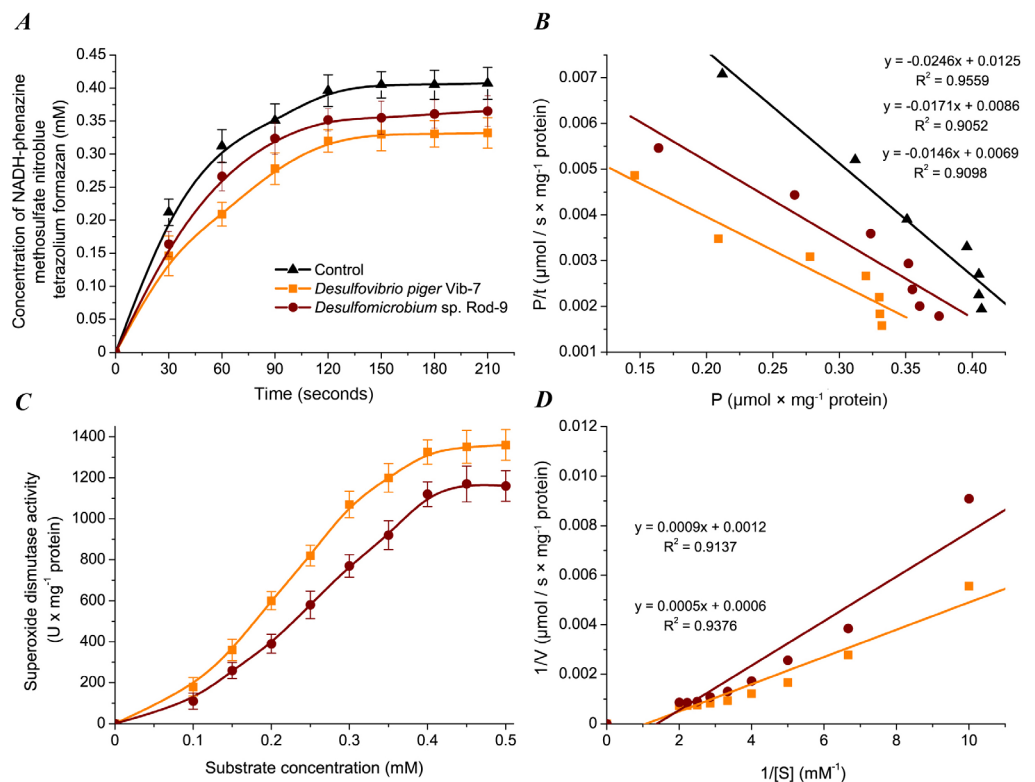 A
Concentration of NADH-phenazine
methosulfate nitroblue
tetrazolium formazan (mM)
0.45
0.40
0.35
0.30
0.25
0.20
0.15
0.10
0.05
0
Control
Desulfovibrio piger Vib-7
Desulfomicrobium sp. Rod-9
0 30 60 90 120 150 180 210
Time (seconds)
B
P/t (µmol / s × mg-1 protein)
0.007
0.006
0.005
0.004
0.003
0.002
0.001
y = -0.0246x + 0.0125
R2 = 0.9559
y = -0.0171x + 0.0086
R2 = 0.9052
y = -0.0146x + 0.0069
R2 = 0.9098
0.15 0.20 0.25 0.30 0.35 0.40
P (µmol × mg-1 protein)
C
Superoxide dismutase activity
(U x mg-1 protein)
1400
1200
1000
800
600
400
200
0
0 0.1 0.2 0.3 0.4 0.5
Substrate concentration (mM)
D
1/V (µmol / s × mg-1 protein)
0.012
0.010
0.008
0.006
0.004
0.002
0
y = 0.0009x + 0.0012
R2 = 0.9137
y = 0.0005x + 0.0006
R2 = 0.9376
0 2 4 6 8 10
1/[S] (mM-1)